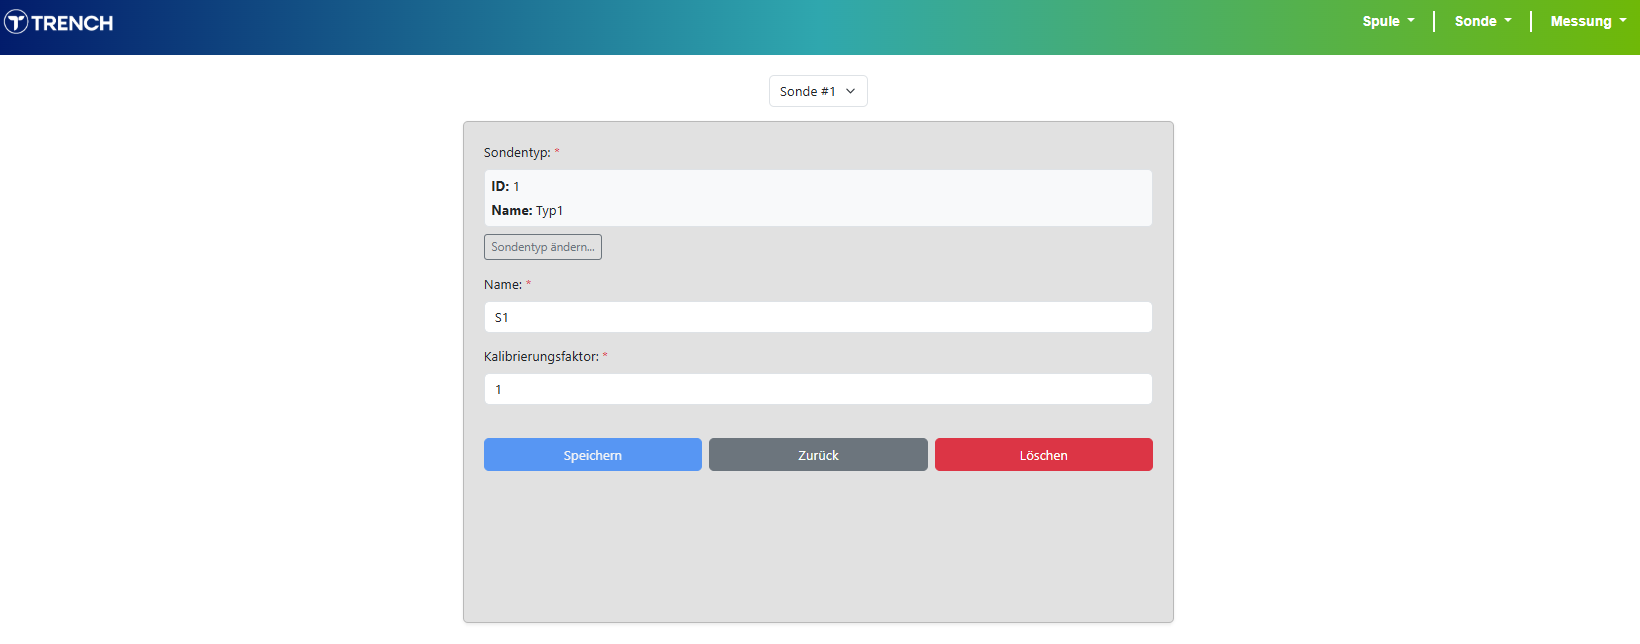 TRENCH
Spule
Sonde
Messung
Sonde #1
Sondentyp: *
ID: 1
Name: Typ1
Sondentyp ändern...
Name: *
S1
Kalibrierungsfaktor: *
1
Speichern
Zurück
Löschen